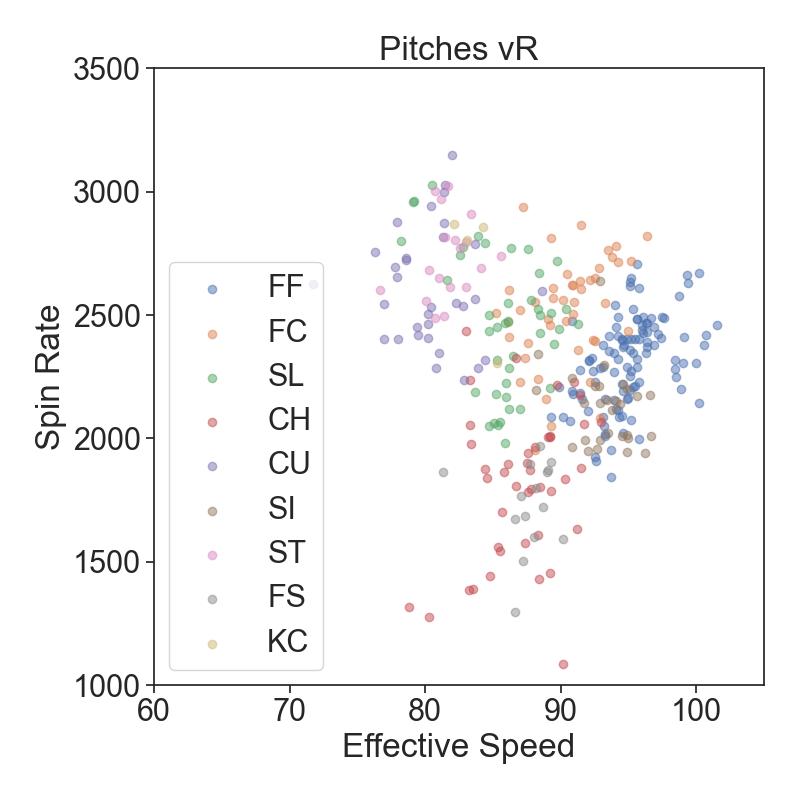 Pitches vR
3500
3000
2500
2000
1500
1000
Spin Rate
FF
FC
SL
CH
CU
SI
ST
FS
KC
60 70 80 90 100
Effective Speed